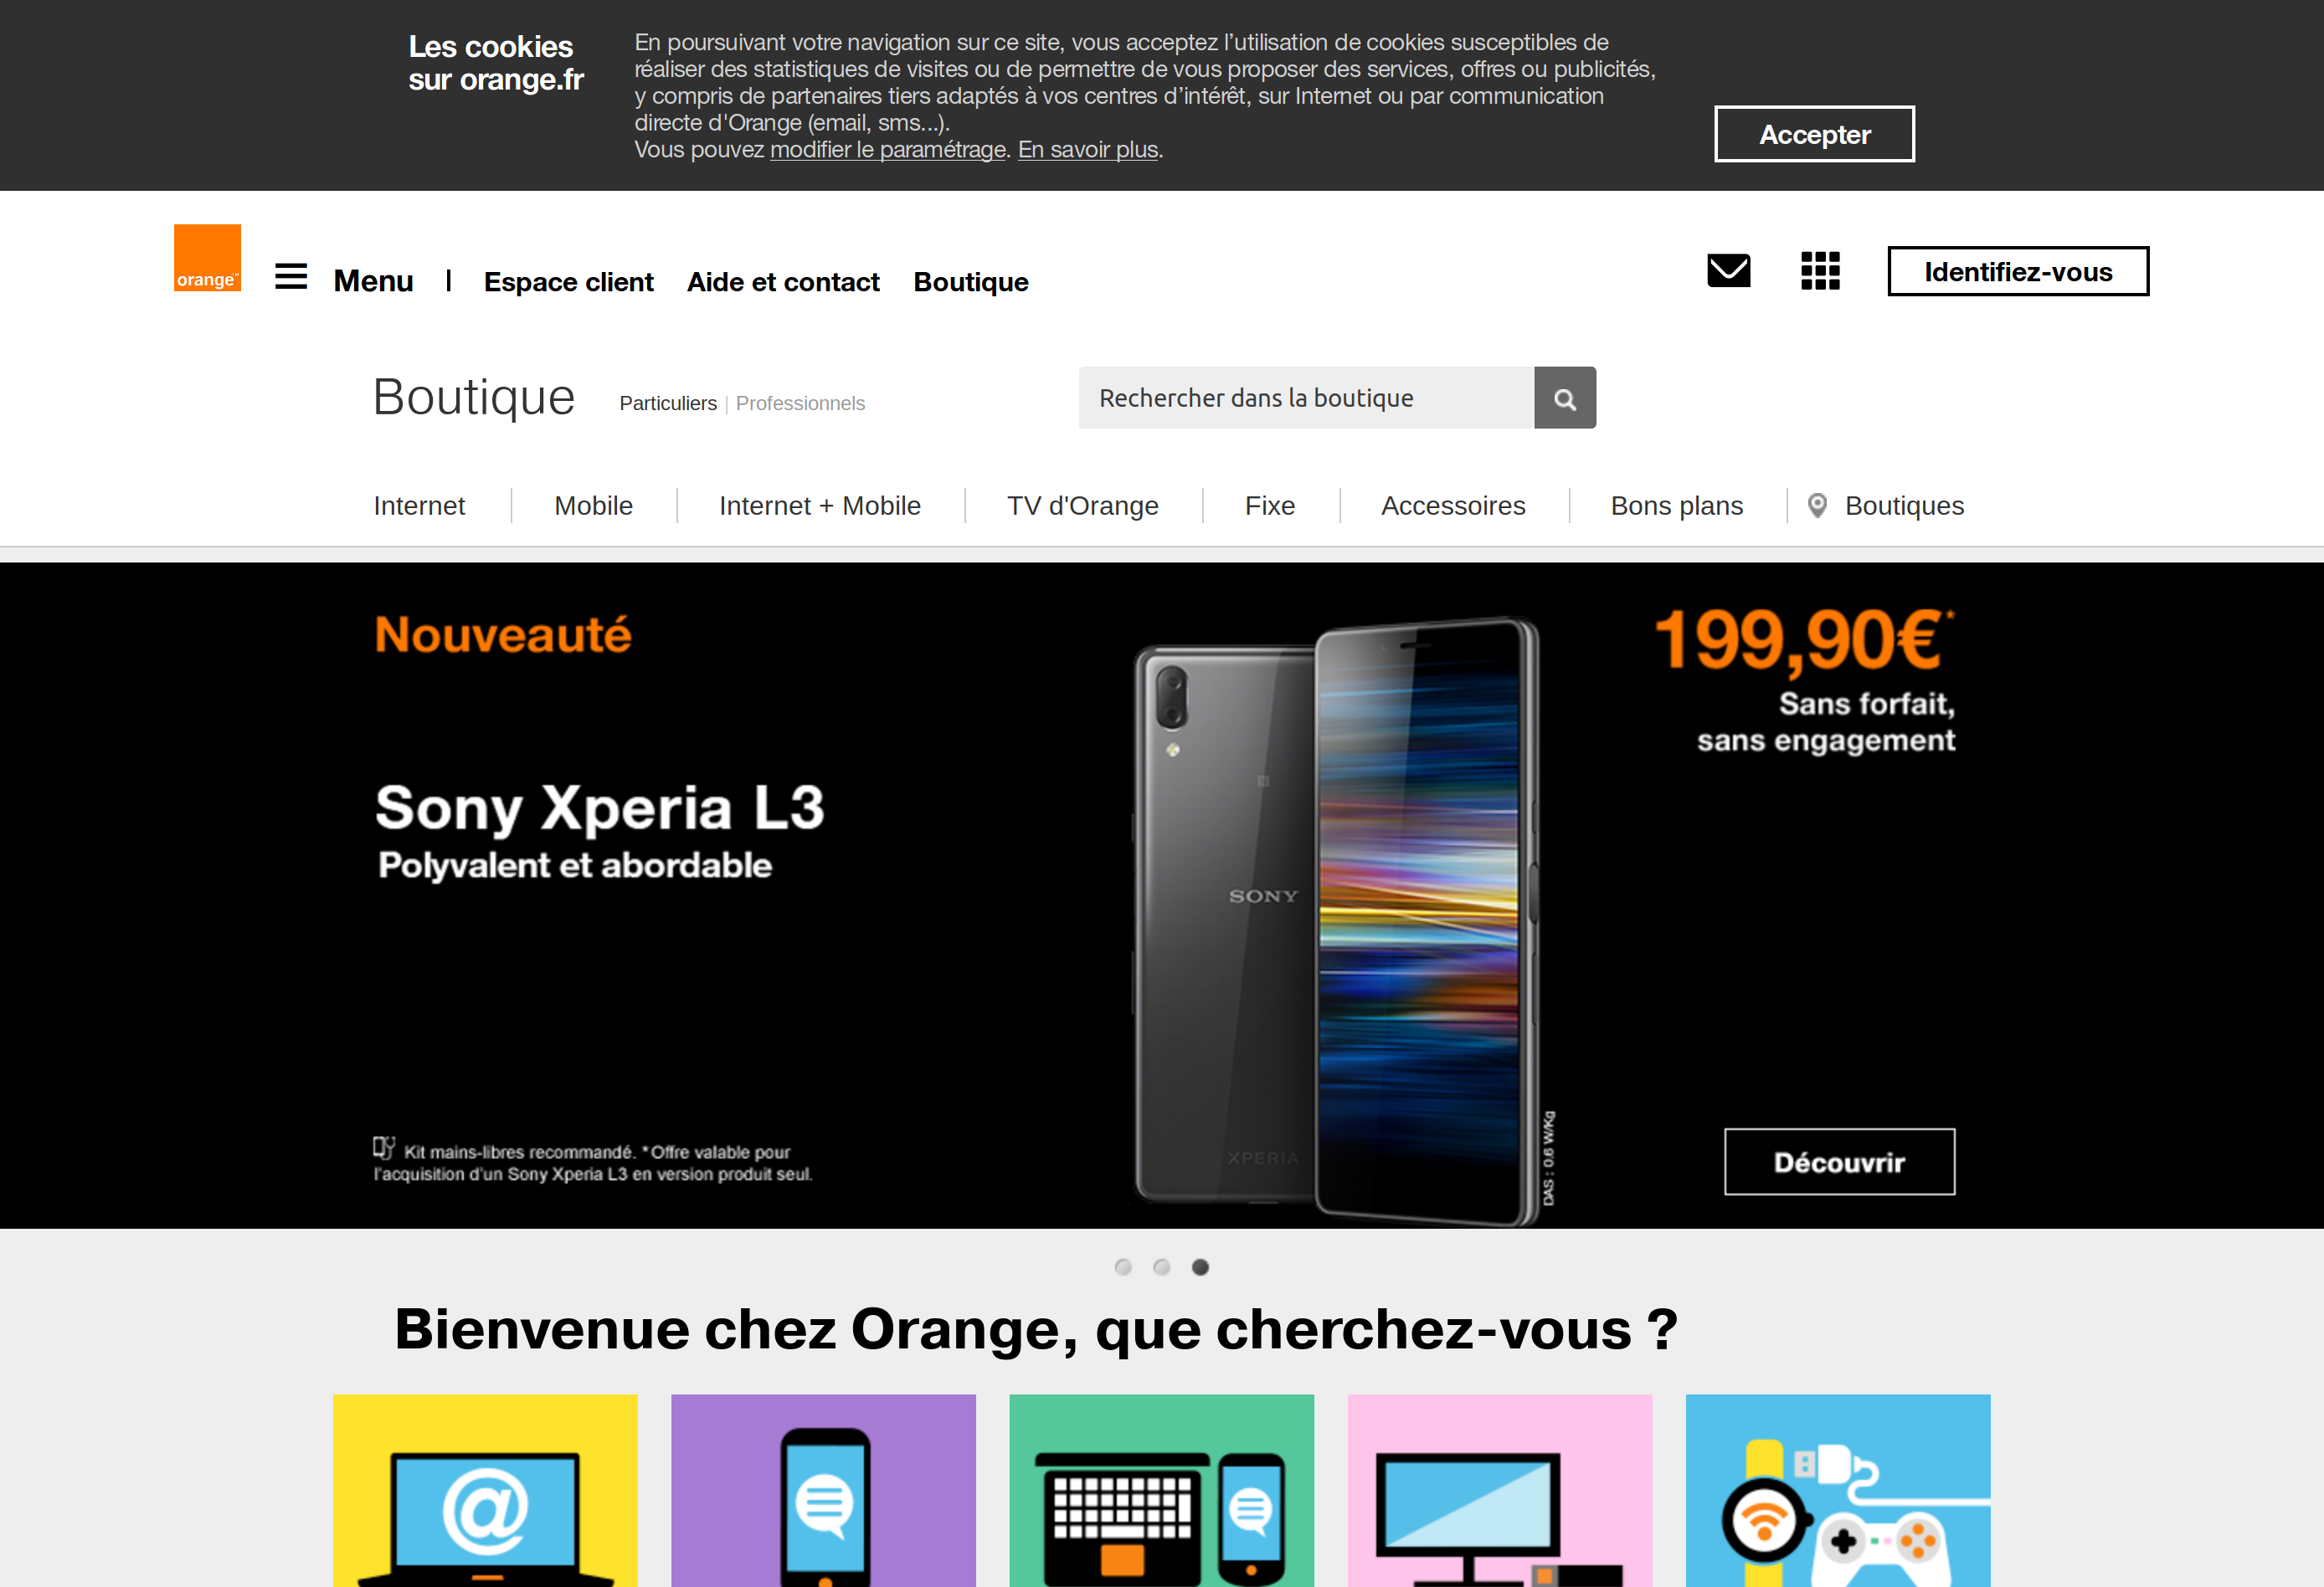 Les cookies
sur orange.fr
En poursuivant votre navigation sur ce site, vous acceptez l’utilisation de cookies susceptibles de
réaliser des statistiques de visites ou de permettre de vous proposer des services, offres ou publicités,
y compris de partenaires tiers adaptés à vos centres d’intérêt, sur Internet ou par communication
directe d'Orange (email, sms...).
Vous pouvez modifier le paramétrage. En savoir plus.
Accepter
orange™
Menu
Espace client
Aide et contact
Boutique
Identifiez-vous
Boutique
Particuliers | Professionnels
Rechercher dans la boutique
Internet
Mobile
Internet + Mobile
TV d'Orange
Fixe
Accessoires
Bons plans
Boutiques
Nouveauté
Sony Xperia L3
Polyvalent et abordable
Kit mains-libres recommandé. *Offre valable pour
l’acquisition d’un Sony Xperia L3 en version produit seul.
SONY
XPERIA
DAS : 0.6 W/Kg
199,90€*
Sans forfait,
sans engagement
Découvrir
Bienvenue chez Orange, que cherchez-vous ?
@